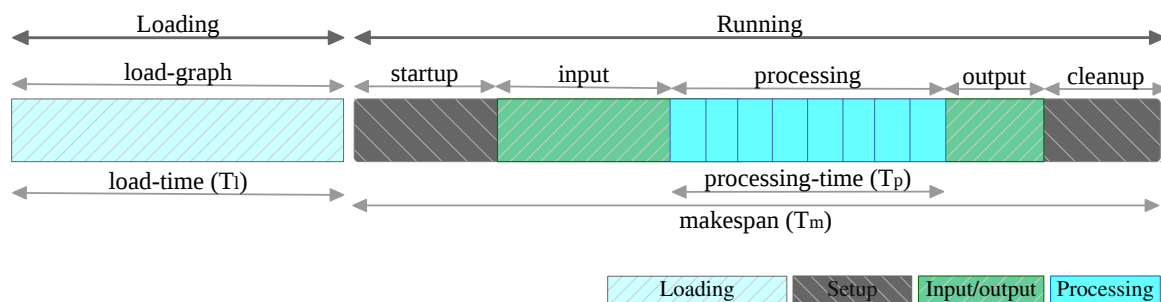 Loading Running
load-graph startup input processing output cleanup
load-time (Tl) processing-time (Tp)
makespan (Tm)
Loading Setup Input/output Processing